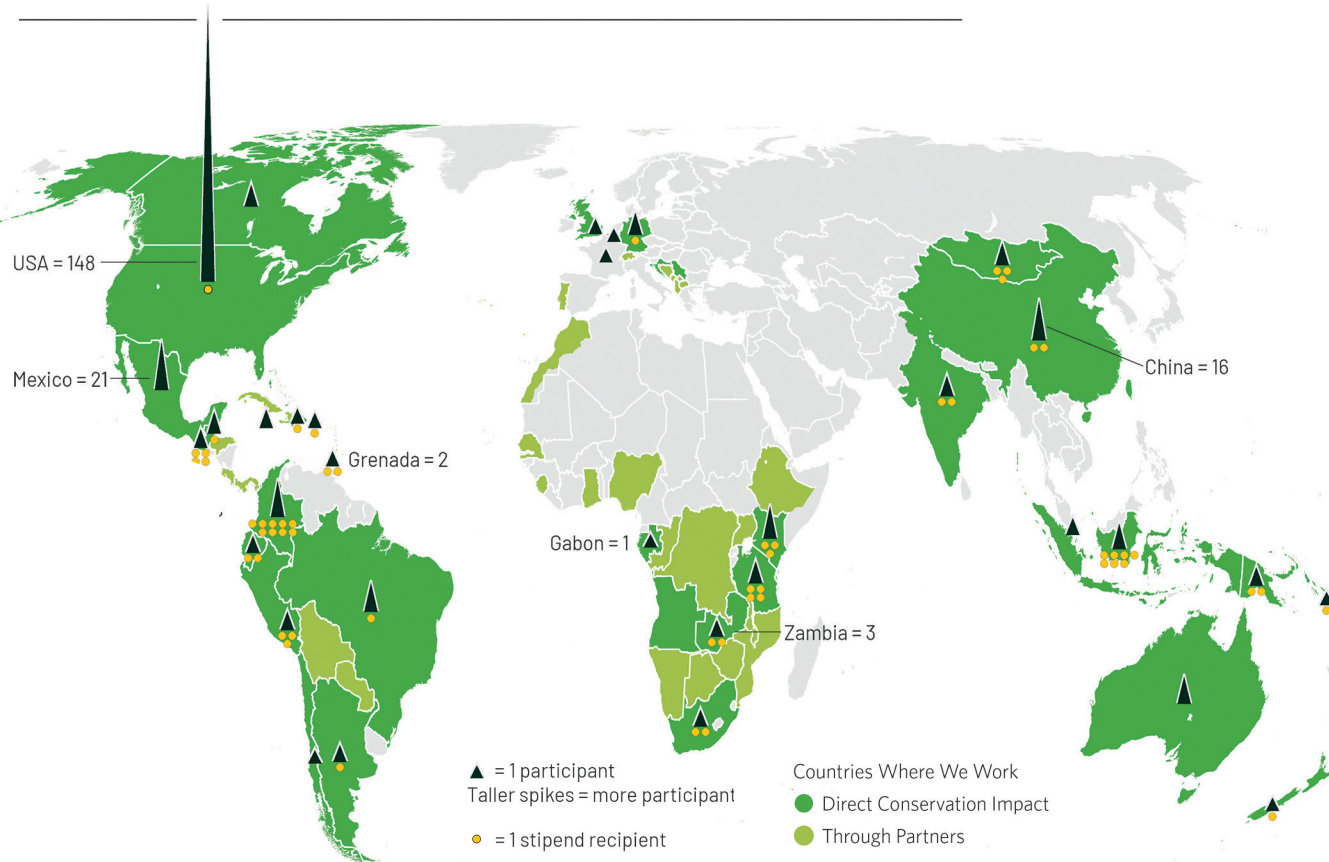 USA = 148
Mexico = 21
China = 16
Grenada = 2
Gabon = 1
Zambia = 3
= 1 participant
Taller spikes = more participant
= 1 stipend recipient
Countries Where We Work
Direct Conservation Impact
Through Partners